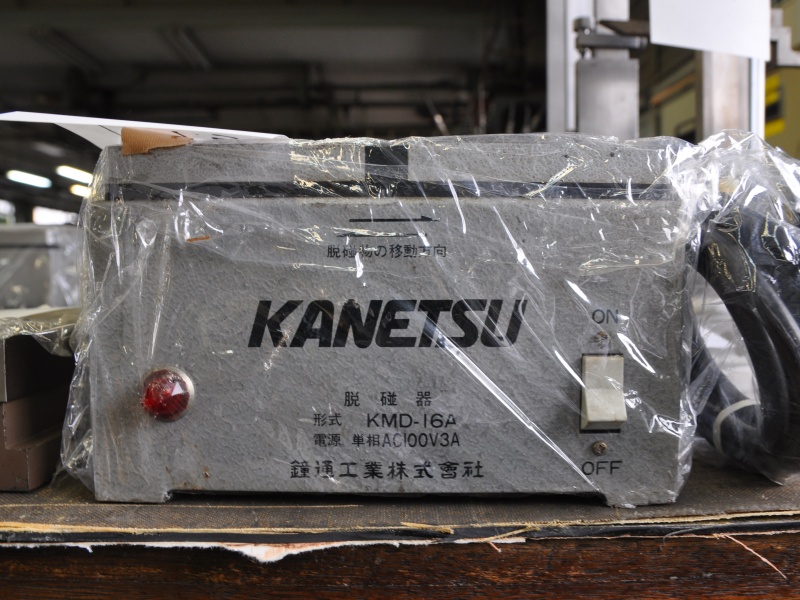 脱磁物の移動方向
KANETSU
ON
脱磁器
形式 KMD-16A
電源 単相AC100V3A
鐘通工業株式會社
OFF